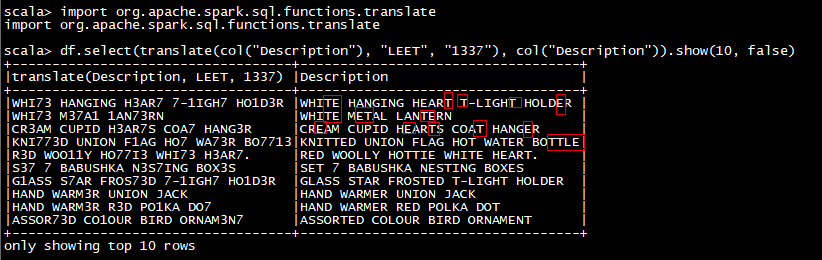 scala> import org.apache.spark.sql.functions.translate
import org.apache.spark.sql.functions.translate
scala> df.select(translate(col("Description"), "LEET", "1337"), col("Description")).show(10, false)
+----------------------------------+-----------------------------------+
|translate(Description, LEET, 1337)|Description                        |
+----------------------------------+-----------------------------------+
|WHI73 HANGING H3AR7 7-1IGH7 HO1D3R|WHITE HANGING HEART T-LIGHT HOLDER |
|WHI73 M37A1 1AN73RN               |WHITE METAL LANTERN                |
|CR3AM CUPID H3AR7S COA7 HANG3R    |CREAM CUPID HEARTS COAT HANGER     |
|KNI773D UNION F1AG HO7 WA73R BO7713|KNITTED UNION FLAG HOT WATER BOTTLE|
|R3D WOO11Y HO77I3 WHI73 H3AR7.    |RED WOOLLY HOTTIE WHITE HEART.     |
|S37 7 BABUSHKA N3S7ING BOX3S      |SET 7 BABUSHKA NESTING BOXES       |
|G1ASS S7AR FROS73D 7-1IGH7 HO1D3R |GLASS STAR FROSTED T-LIGHT HOLDER  |
|HAND WARM3R UNION JACK            |HAND WARMER UNION JACK             |
|HAND WARM3R R3D PO1KA DO7         |HAND WARMER RED POLKA DOT          |
|ASSOR73D CO1OUR BIRD ORNAM3N7     |ASSORTED COLOUR BIRD ORNAMENT      |
+----------------------------------+-----------------------------------+
only showing top 10 rows